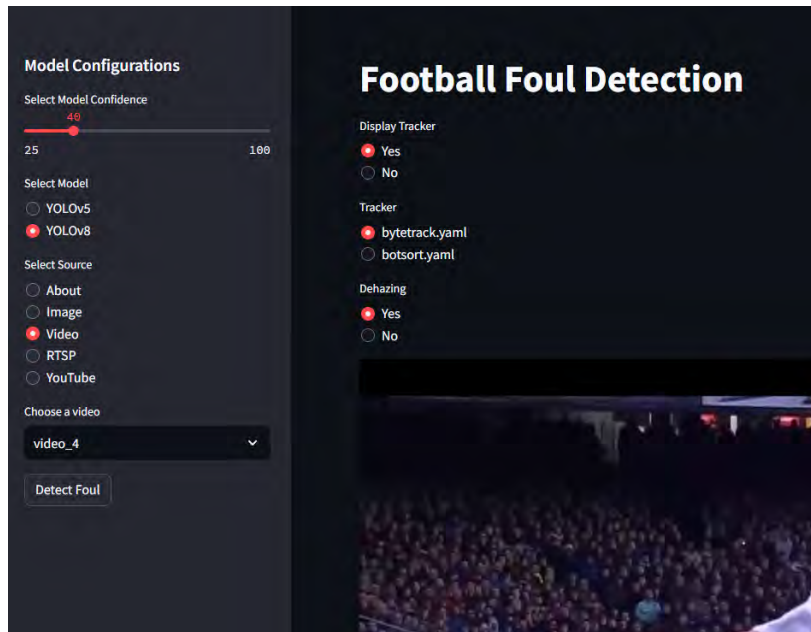 Model Configurations
Select Model Confidence
40
25 100
Select Model
YOLOv5
YOLOv8
Select Source
About
Image
Video
RTSP
YouTube
Choose a video
video_4
Detect Foul
Football Foul Detection
Display Tracker
Yes
No
Tracker
bytetrack.yaml
botsort.yaml
Dehazing
Yes
No